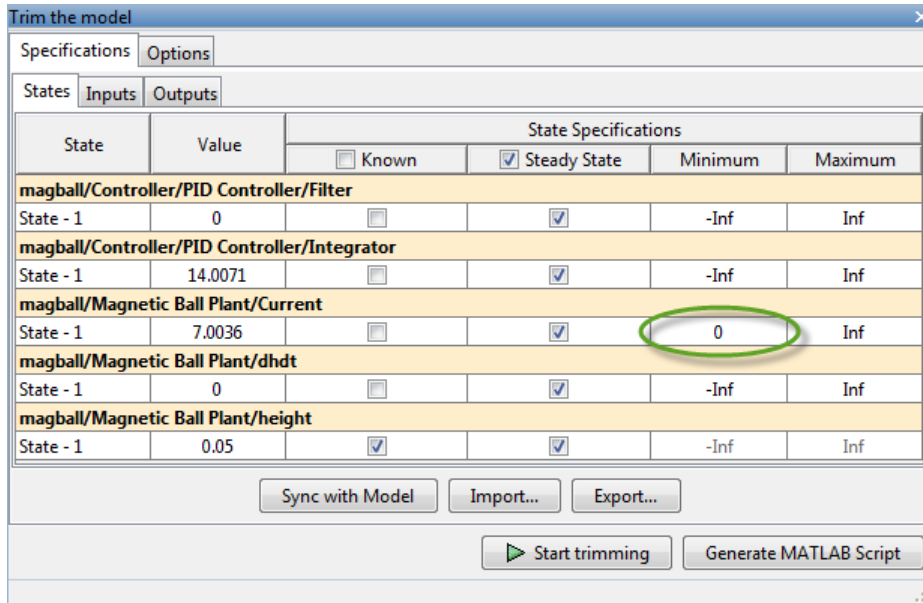 Trim the model
Specifications Options
States Inputs Outputs
State Value State Specifications
Known Steady State Minimum Maximum
magball/Controller/PID Controller/Filter
State - 1 0 -Inf Inf
magball/Controller/PID Controller/Integrator
State - 1 14.0071 -Inf Inf
magball/Magnetic Ball Plant/Current
State - 1 7.0036 0 Inf
magball/Magnetic Ball Plant/dhdt
State - 1 0 -Inf Inf
magball/Magnetic Ball Plant/height
State - 1 0.05 -Inf Inf
Sync with Model Import... Export...
Start trimming Generate MATLAB Script